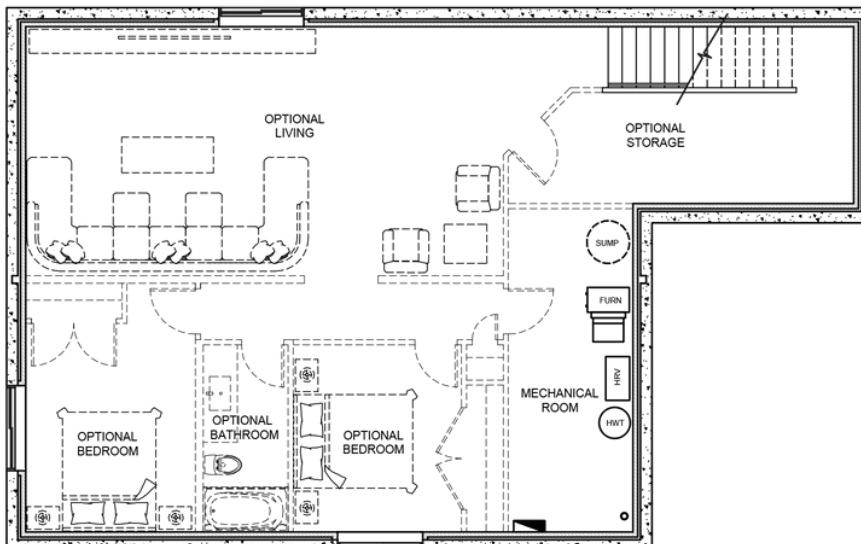 OPTIONAL
LIVING
OPTIONAL
STORAGE
SUMP
FURN
HRV
MECHANICAL
ROOM
HWT
OPTIONAL
BEDROOM
OPTIONAL
BATHROOM
OPTIONAL
BEDROOM